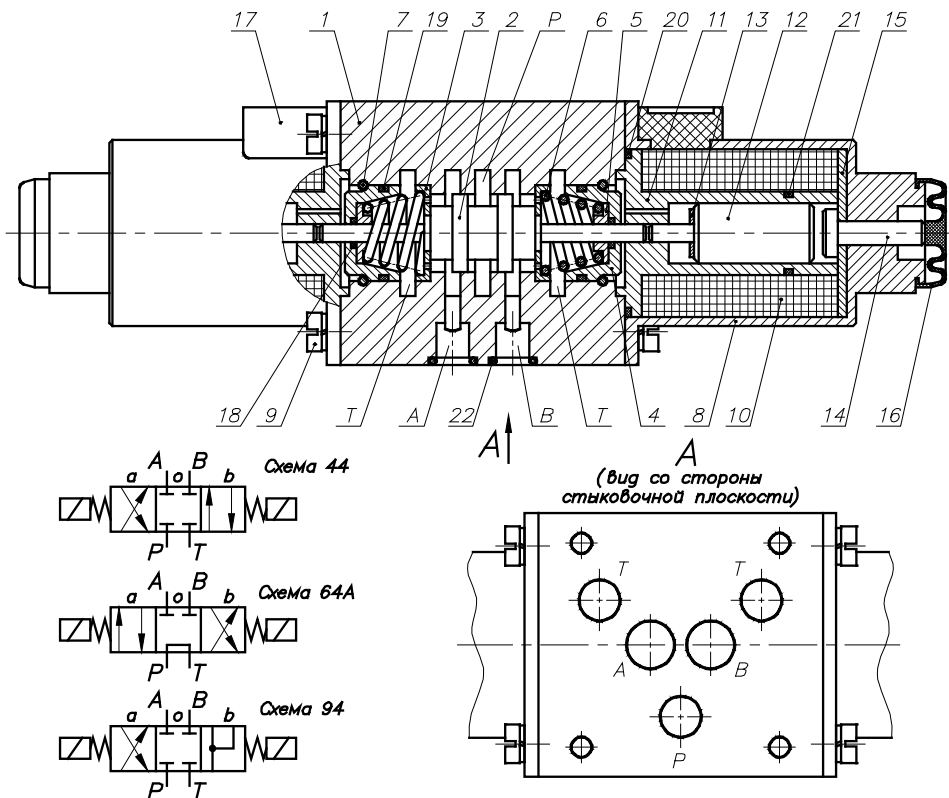 17 1 7 19 3 2 P 6 5 20 11 13 12 21 15
18 9 T A 22 B T 4 8 10 14 16
A
A
(вид со стороны
стыковочной плоскости)
A B Схема 44
a o b
P T
A B Схема 64А
a o b
P T
A B Схема 94
a o b
P T
T T
A B
P